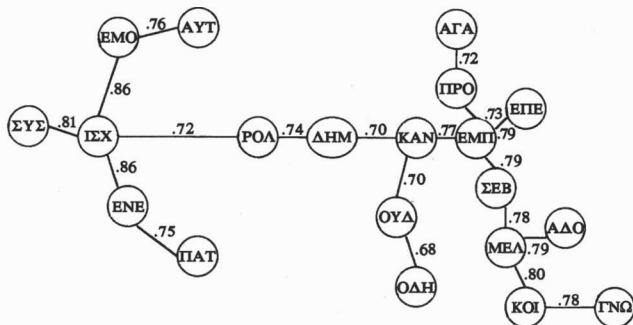 ΑΓΑ
.76 ΑΥΤ
ΕΜΟ
.72
.86
ΠΡΟ
ΕΠΕ
.73
.79
ΣΥΣ .81 ΙΣΧ .72 ΡΟΛ .74 ΔΗΜ .70 ΚΑΝ .77 ΕΜΠ
.79
.86
.70
ΣΕΒ
ΕΝΕ
ΟΥΔ
.78
ΑΔΟ
.75
.68
ΜΕΛ .79
ΠΑΤ
.80
ΟΔΗ
ΚΟΙ .78 ΓΝΩ